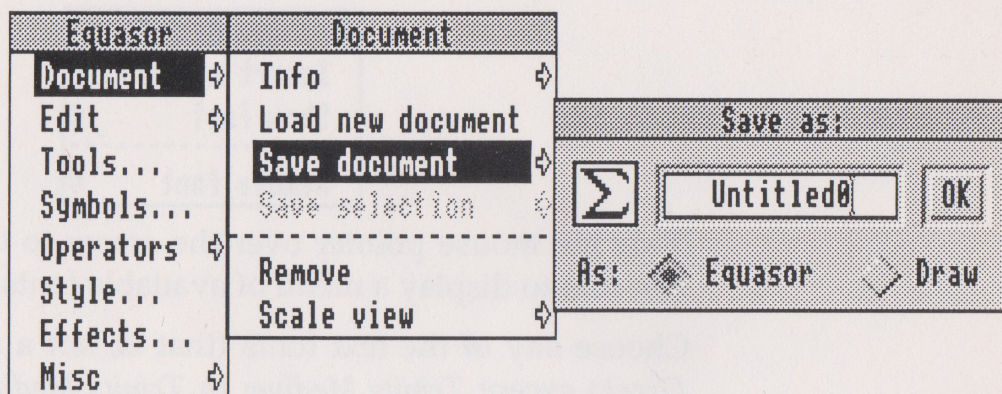 Equasor
Document
Edit
Tools...
Symbols...
Operators
Style...
Effects...
Misc
Document
Info
Load new document
Save document
Save selection
Remove
Scale view
Save as:
Σ
Untitled0
OK
As: Equasor Draw